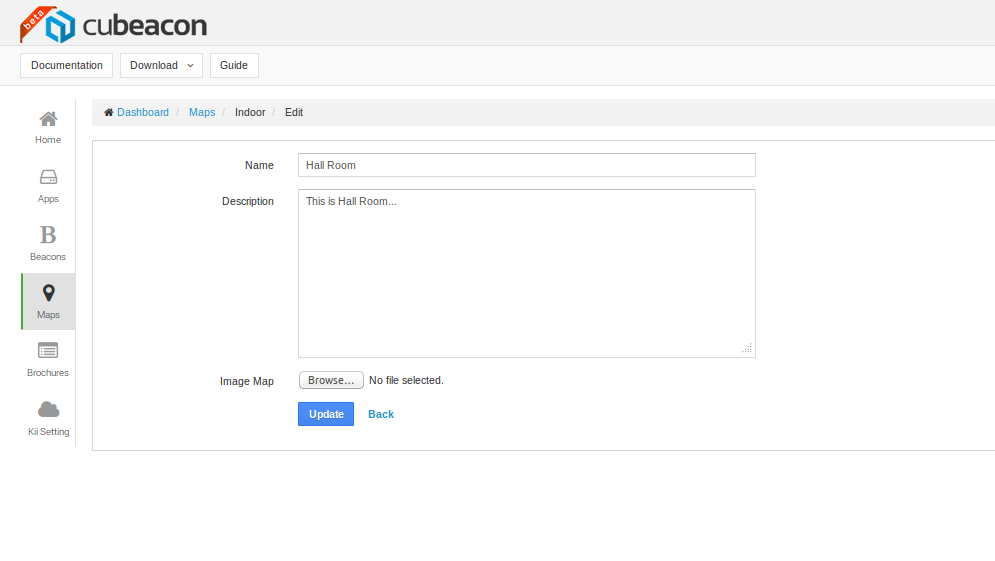 beta
cubeacon
Documentation Download Guide
Dashboard / Maps / Indoor / Edit
Home
Apps
B
Beacons
Maps
Brochures
Kii Setting
Name Hall Room
Description This is Hall Room...
Image Map Browse... No file selected.
Update Back